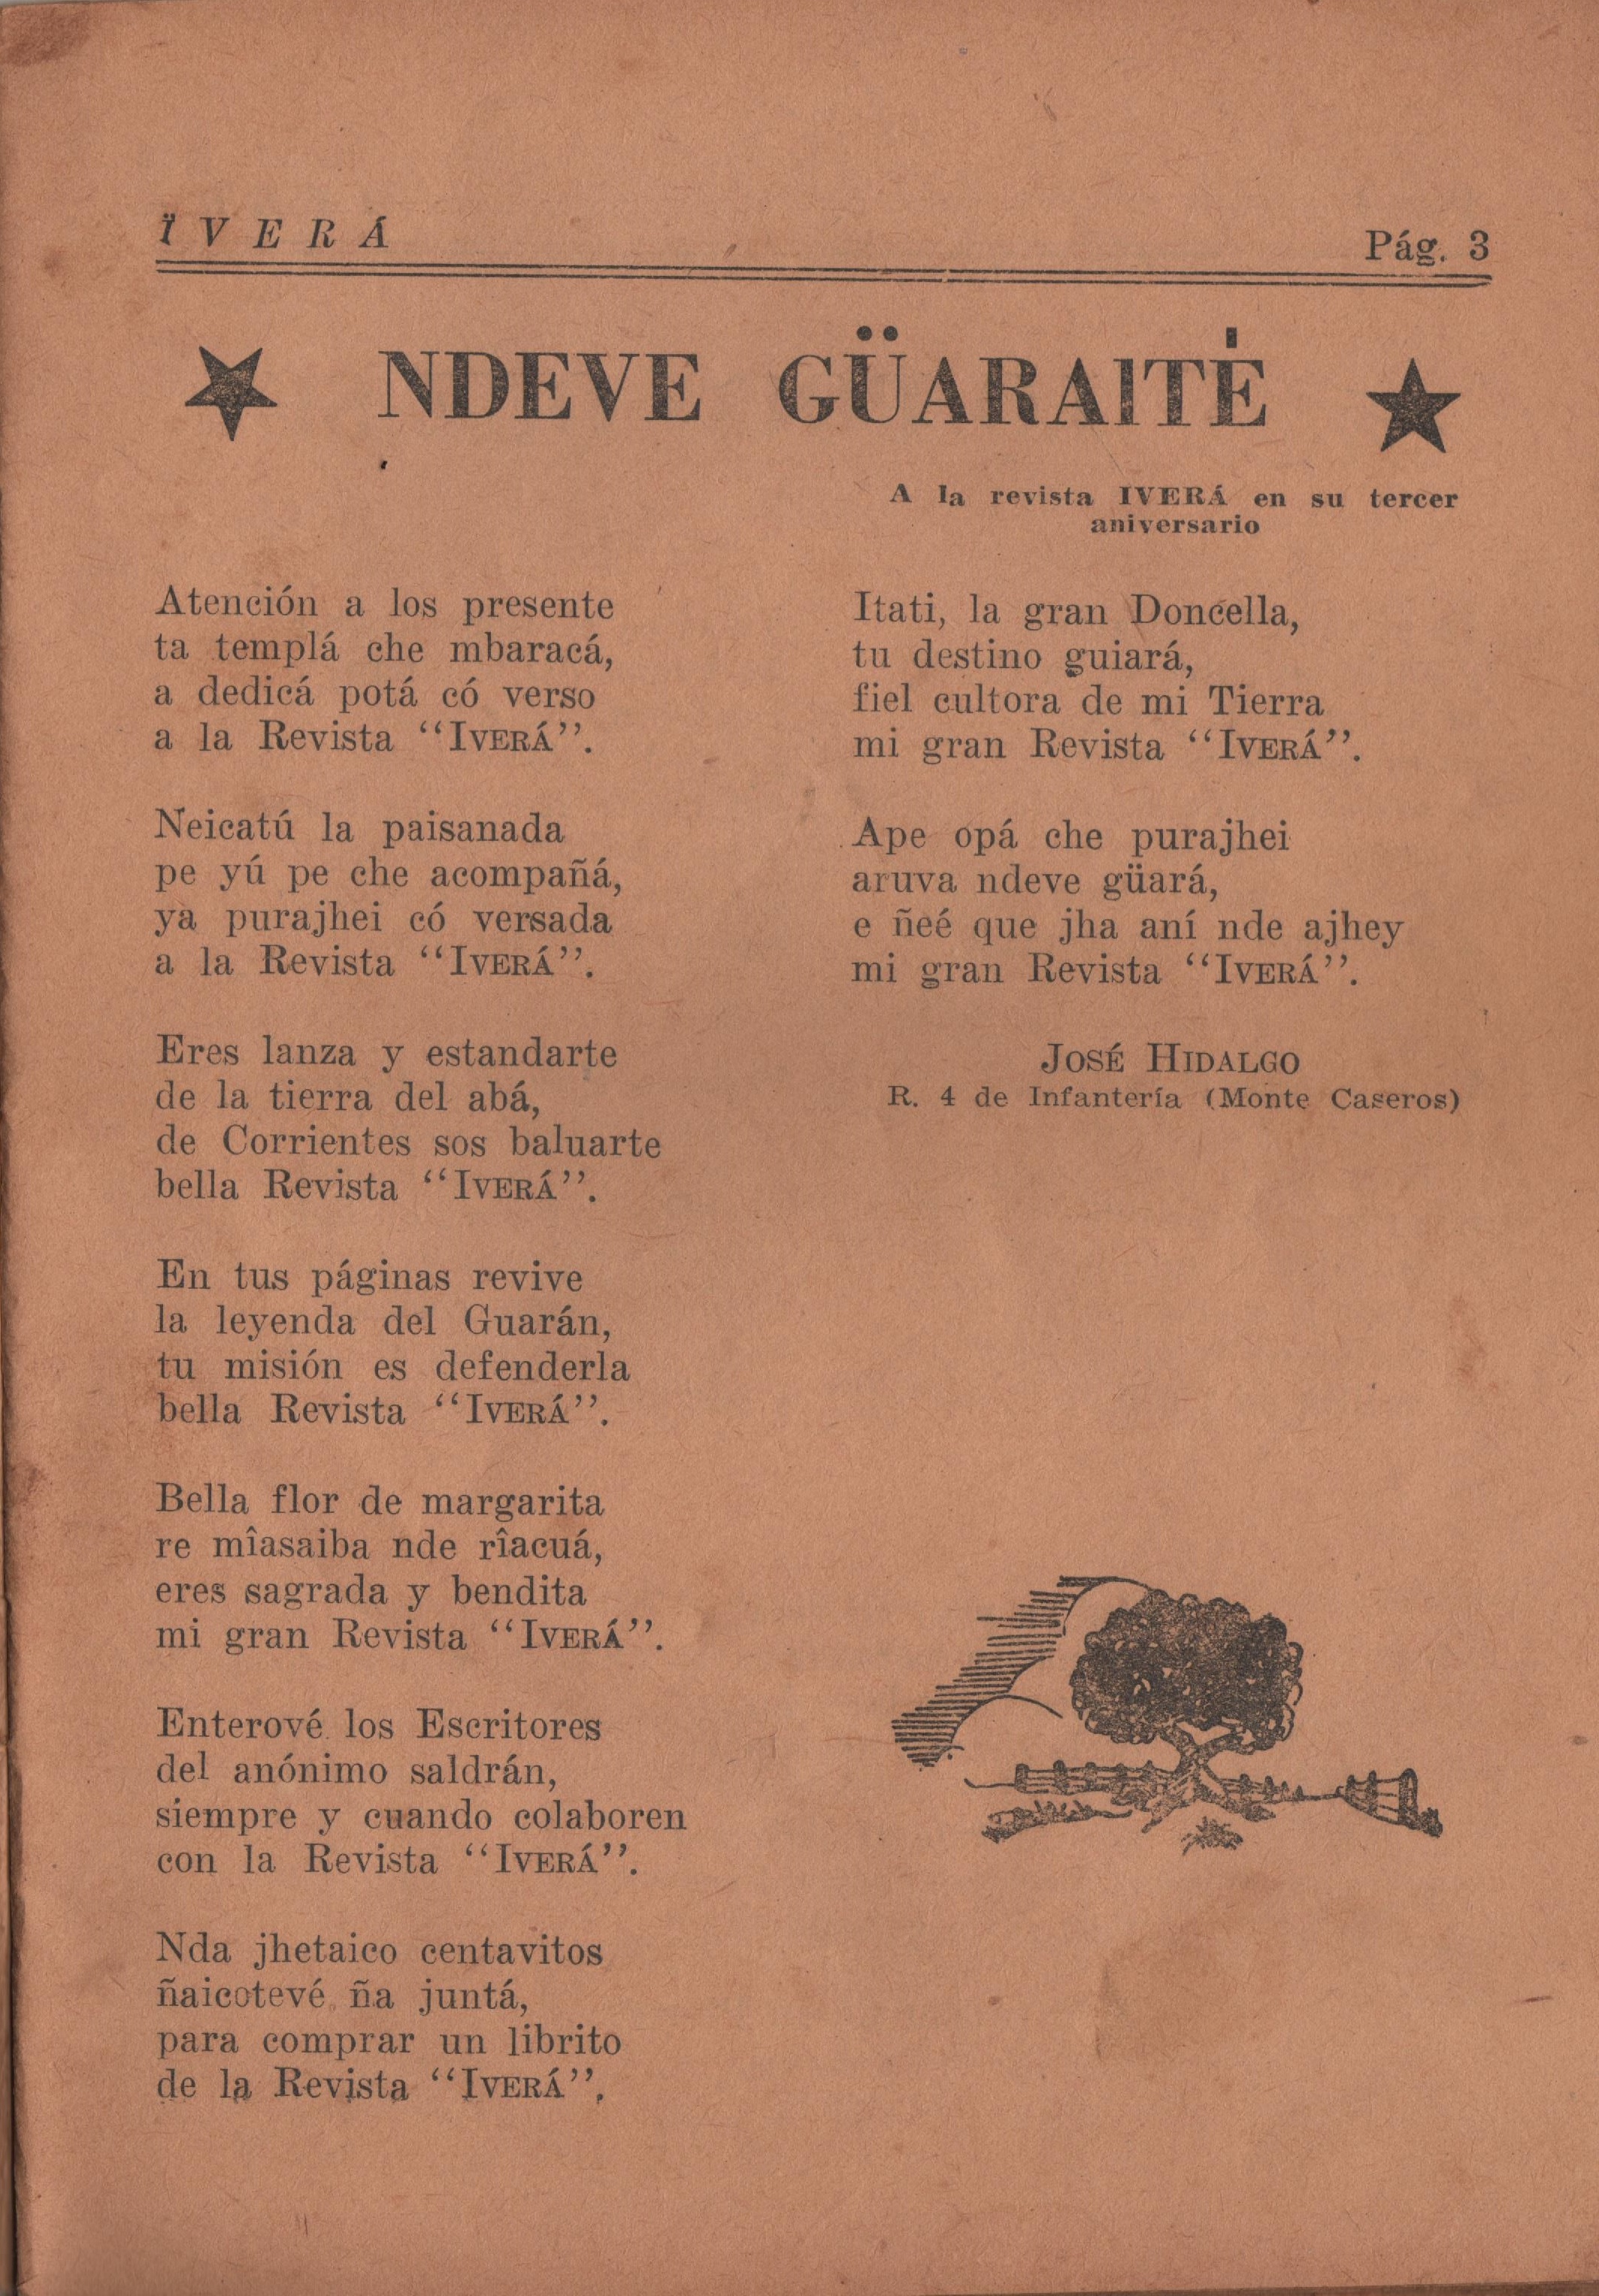 ÏVERÁ
Pág. 3
NDEVE GÜARAITÉ
A la revista IVERÁ en su tercer
aniversario
Atención a los presente
ta templá che mbaracá,
a dedicá potá có verso
a la Revista “IVERÁ”.
Neicatú la paisanada
pe yú pe che acompañá,
ya purajhei có versada
a la Revista “IVERÁ”.
Eres lanza y estandarte
de la tierra del abá,
de Corrientes sos baluarte
bella Revista “IVERÁ”.
En tus páginas revive
la leyenda del Guarán,
tu misión es defenderla
bella Revista “IVERÁ”.
Bella flor de margarita
re mîasaiba nde rîacuá,
eres sagrada y bendita
mi gran Revista “IVERÁ”.
Enterové los Escritores
del anónimo saldrán,
siempre y cuando colaboren
con la Revista “IVERÁ”.
Nda jhetaico centavitos
ñaicotevé ña juntá,
para comprar un librito
de la Revista “IVERÁ”.
Itati, la gran Doncella,
tu destino guiará,
fiel cultora de mi Tierra
mi gran Revista “IVERÁ”.
Ape opá che purajhei
aruva ndeve güará,
e ñeé que jha aní nde ajhey
mi gran Revista “IVERÁ”.
JOSÉ HIDALGO
R. 4 de Infantería (Monte Caseros)